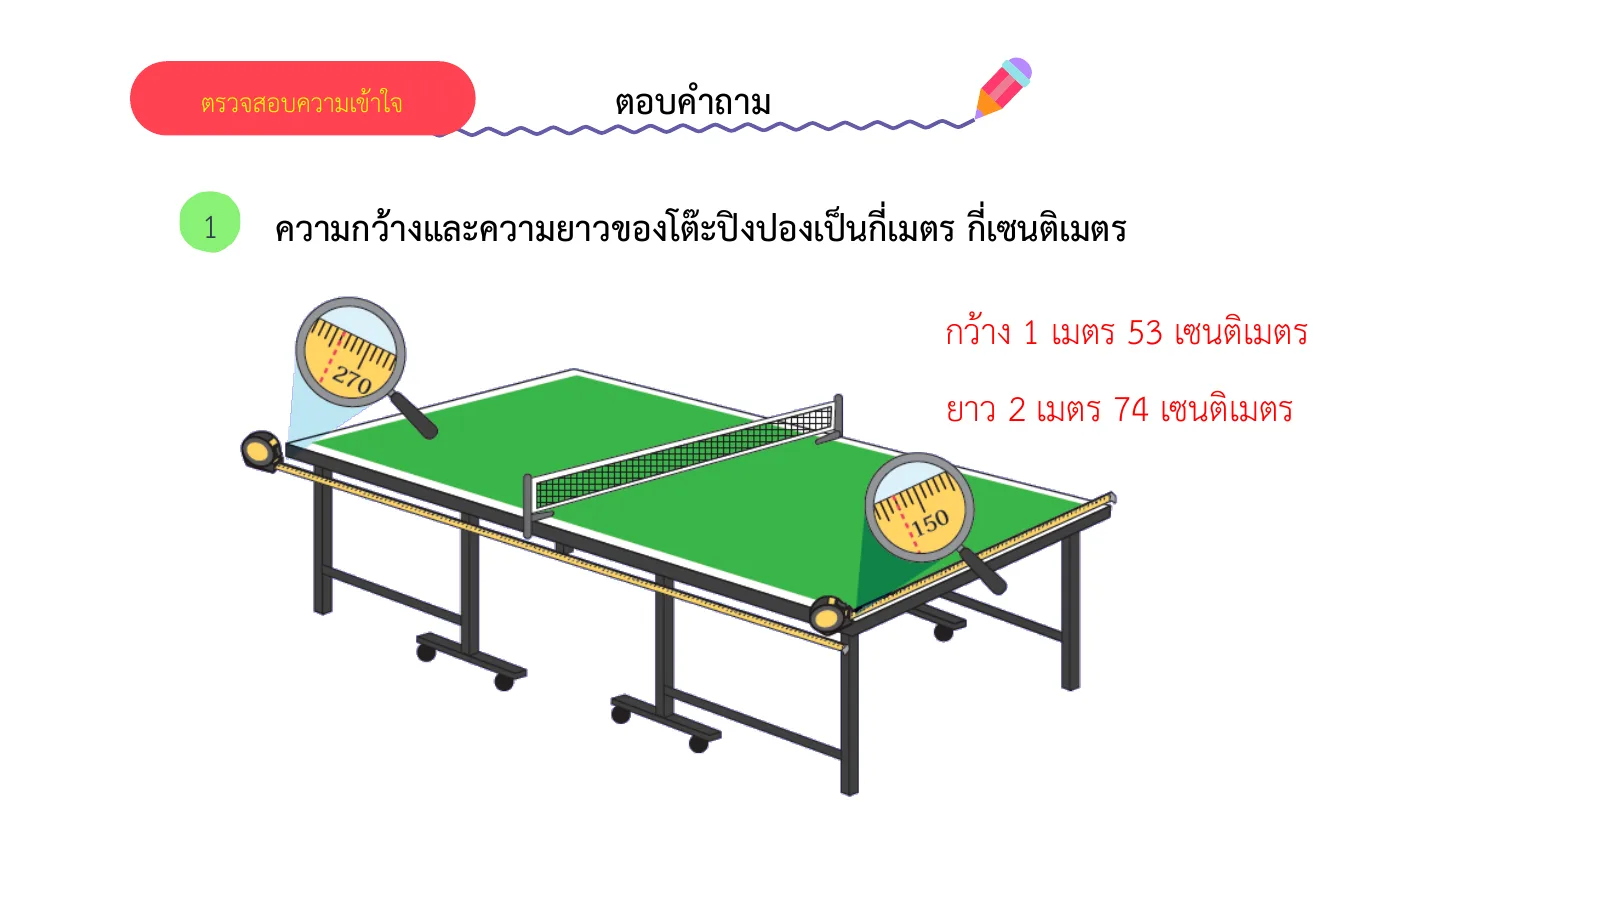 ตรวจสอบความเข้าใจ
ตอบคำถาม
1 ความกว้างและความยาวของโต๊ะปิงปองเป็นกี่เมตร กี่เซนติเมตร
กว้าง 1 เมตร 53 เซนติเมตร
ยาว 2 เมตร 74 เซนติเมตร
270
150